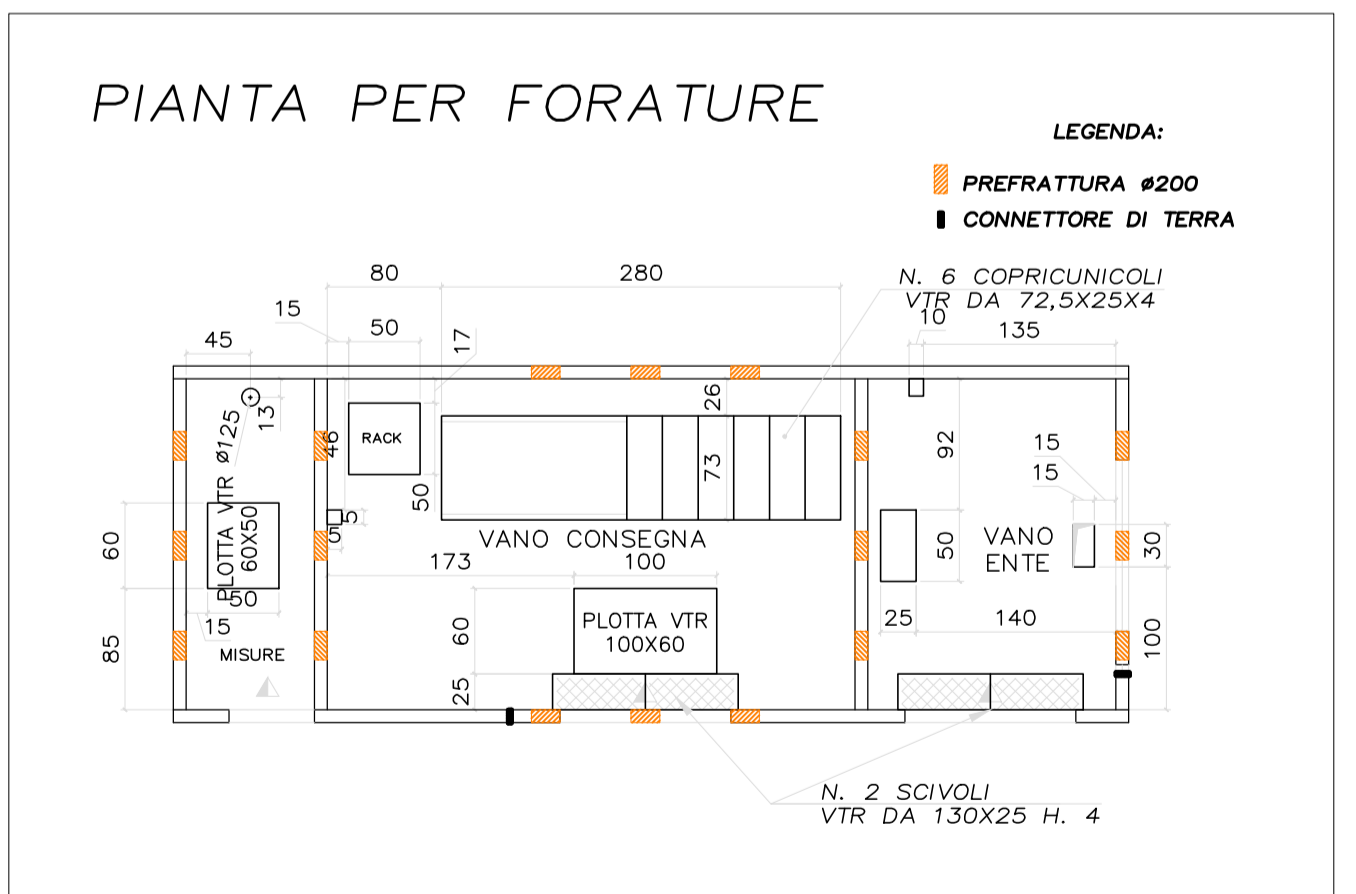 PIANTA PER FORATURE
LEGENDA:
PREFRATTURA ø200
CONNETTORE DI TERRA
N. 6 COPRICUNICOLI
VTR DA 72,5X25X4
80
280
15
50
17
45
10
135
13
PLOTTA VTR Ø125
46
RACK
50
26
73
92
15
15
5
5
VANO CONSEGNA
60
60X50
50
15
85
MISURE
173
100
60
PLOTTA VTR
100X60
25
50
VANO
ENTE
30
25
140
100
N. 2 SCIVOLI
VTR DA 130X25 H. 4